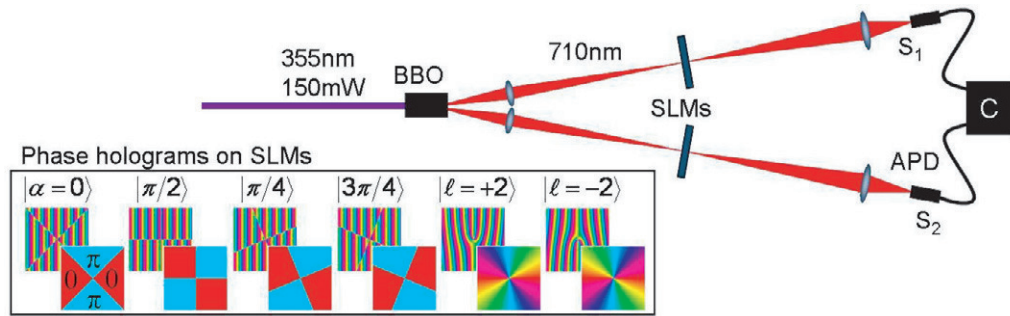 355nm
150mW
BBO
710nm
SLMs
S1
C
APD
S2
Phase holograms on SLMs
|α=0⟩ |π/2⟩ |π/4⟩ |3π/4⟩ |ℓ=+2⟩ |ℓ=−2⟩
π
0 0
π